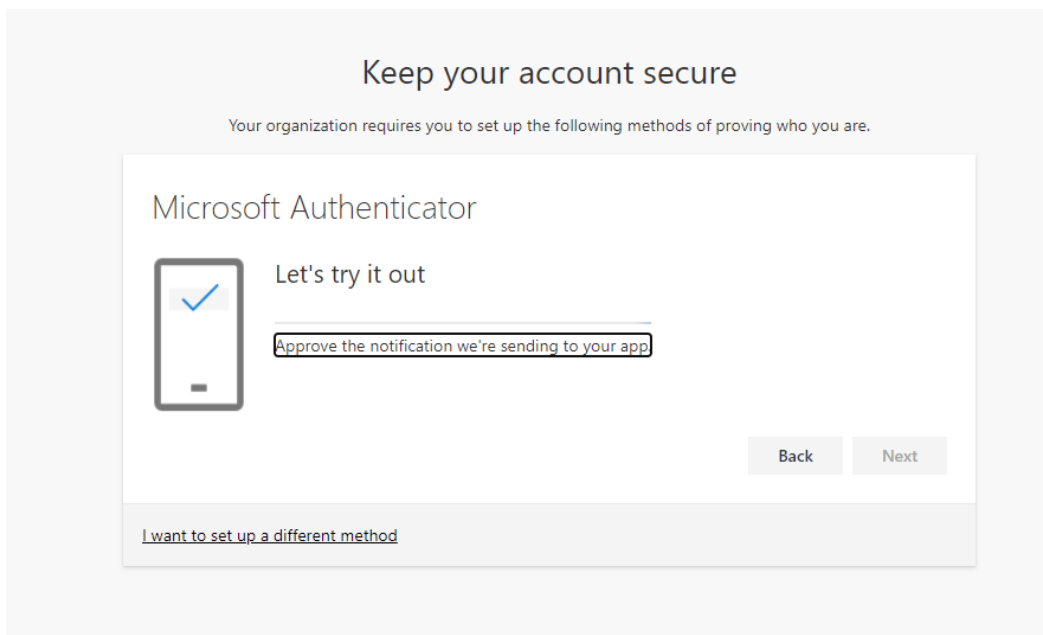 Keep your account secure
Your organization requires you to set up the following methods of proving who you are.
Microsoft Authenticator
Let's try it out
Approve the notification we're sending to your app.
Back
Next
I want to set up a different method